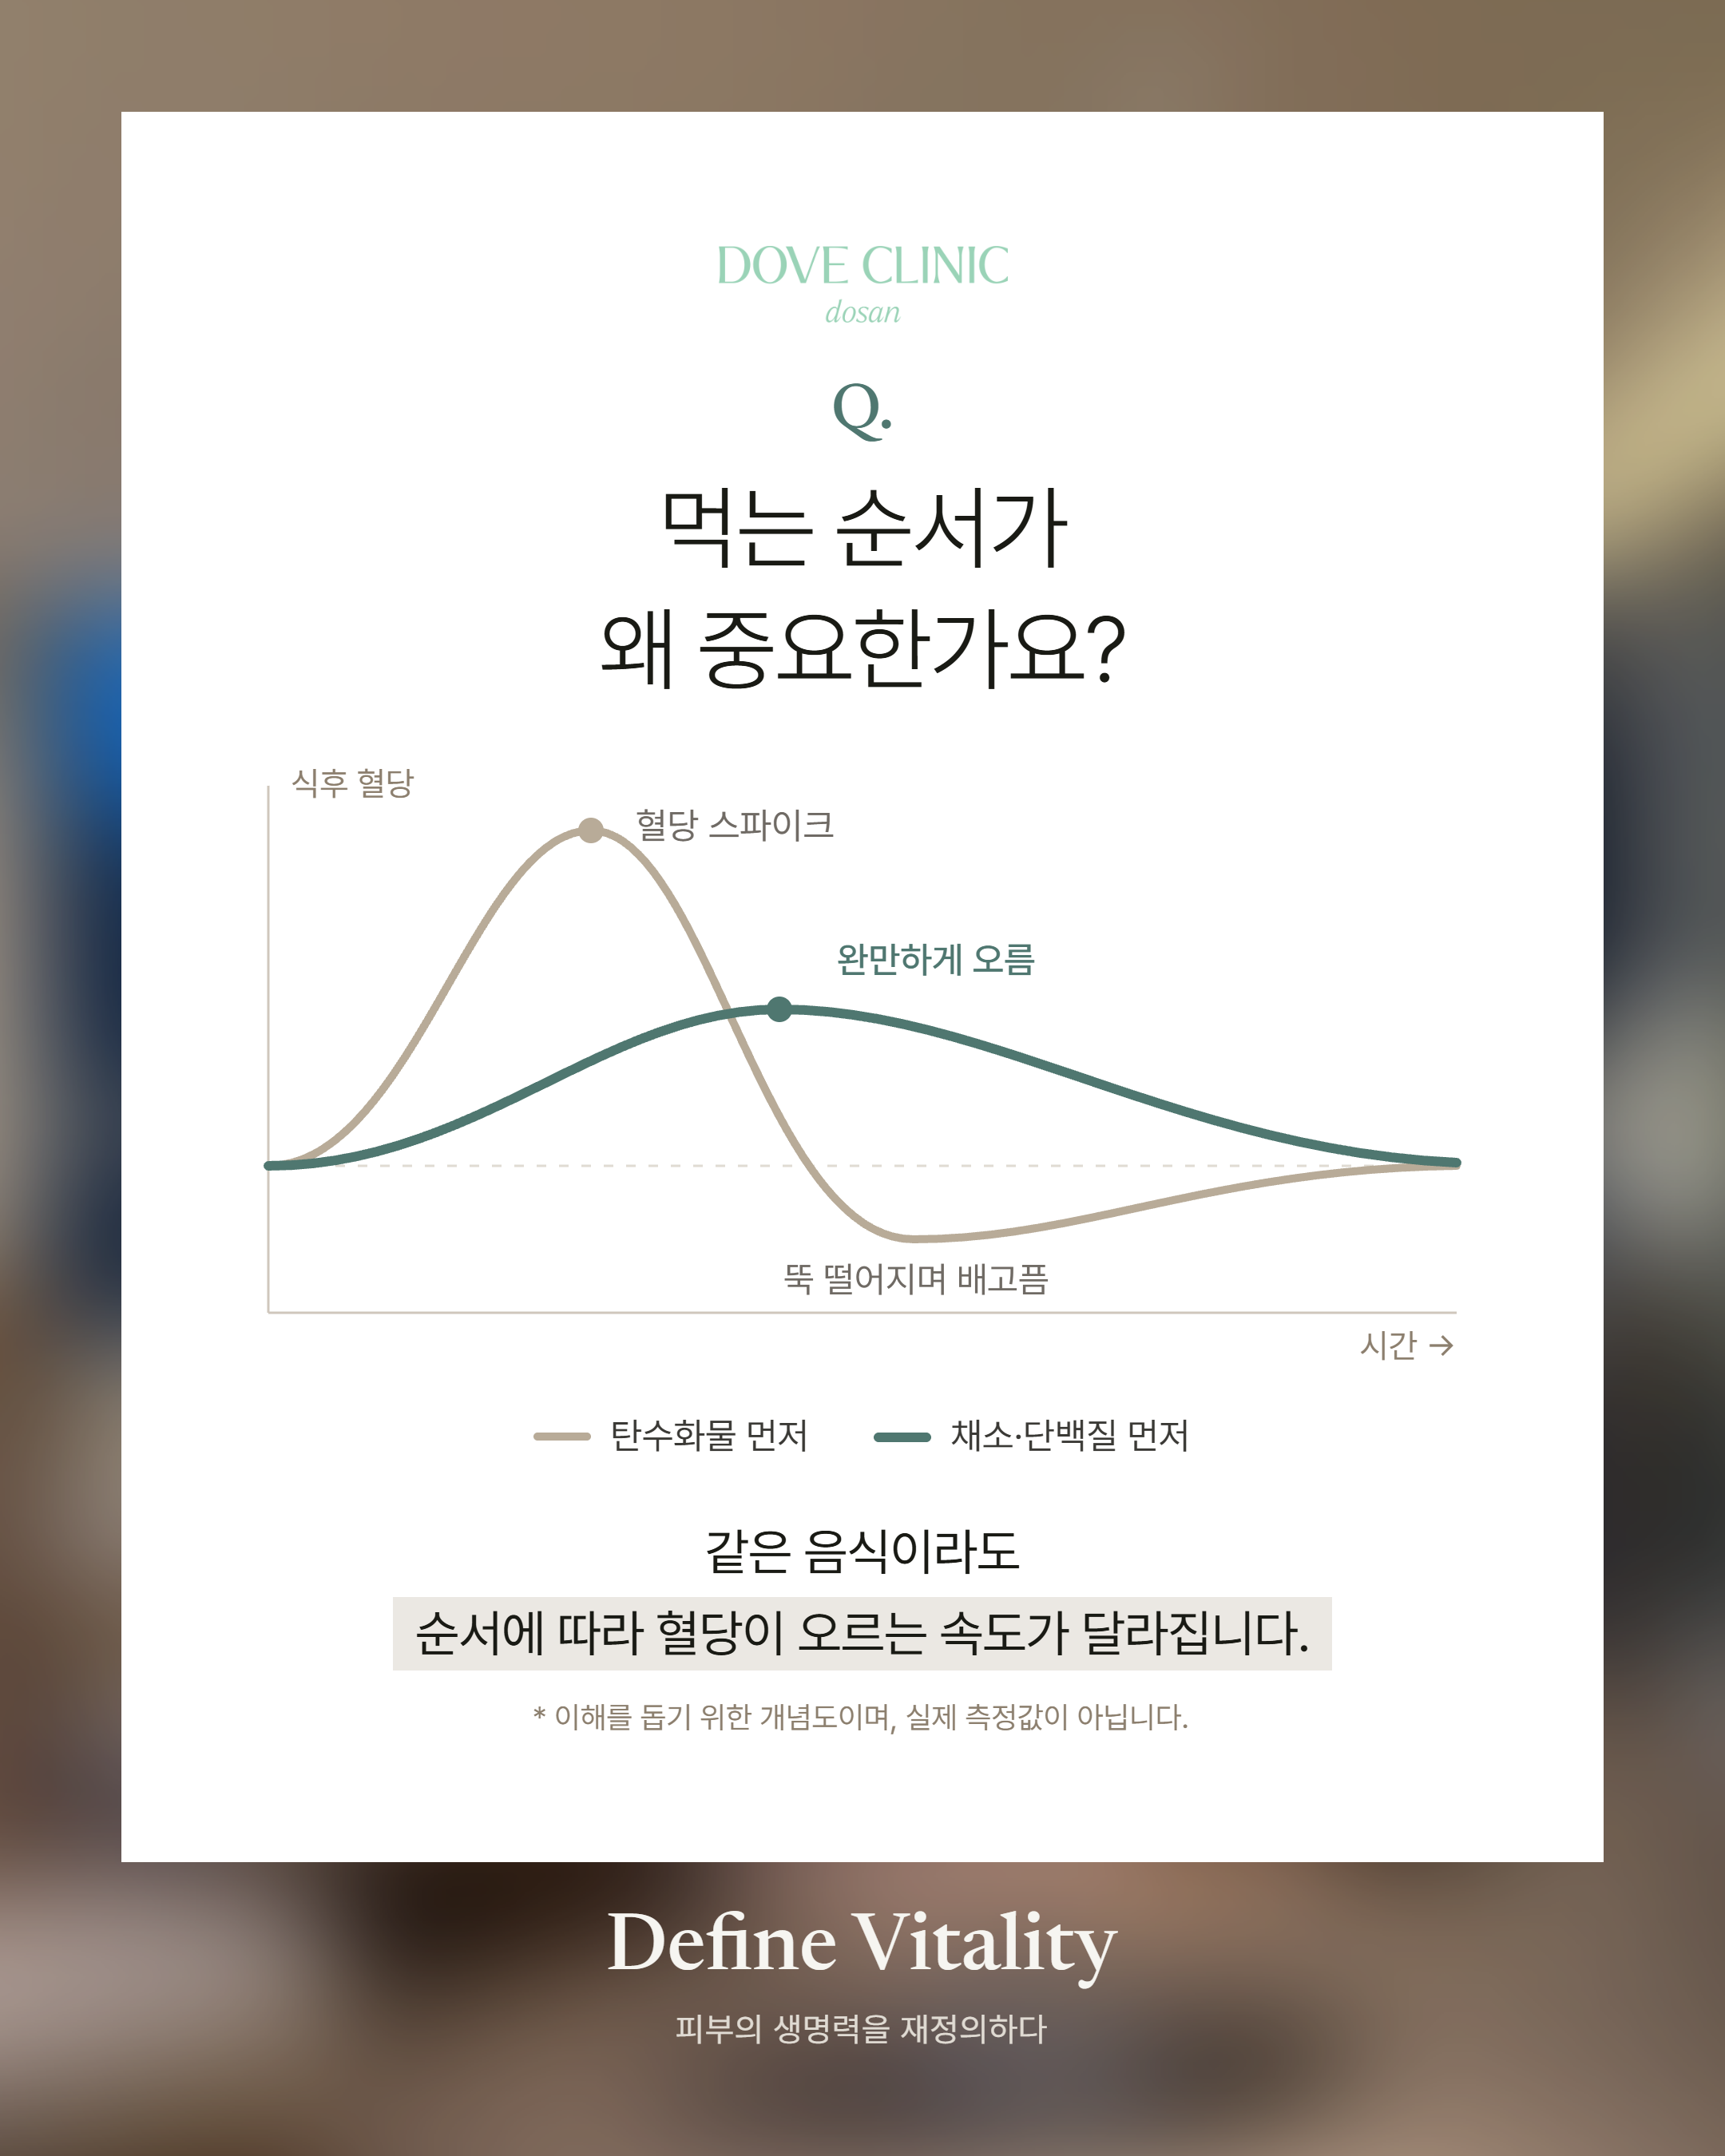 DOVE CLINIC
dosan
Q.
먹는 순서가
왜 중요한가요?
식후 혈당
혈당 스파이크
완만하게 오름
뚝 떨어지며 배고픔
시간 →
탄수화물 먼저
채소·단백질 먼저
같은 음식이라도
순서에 따라 혈당이 오르는 속도가 달라집니다.
* 이해를 돕기 위한 개념도이며, 실제 측정값이 아닙니다.
Define Vitality
피부의 생명력을 재정의하다